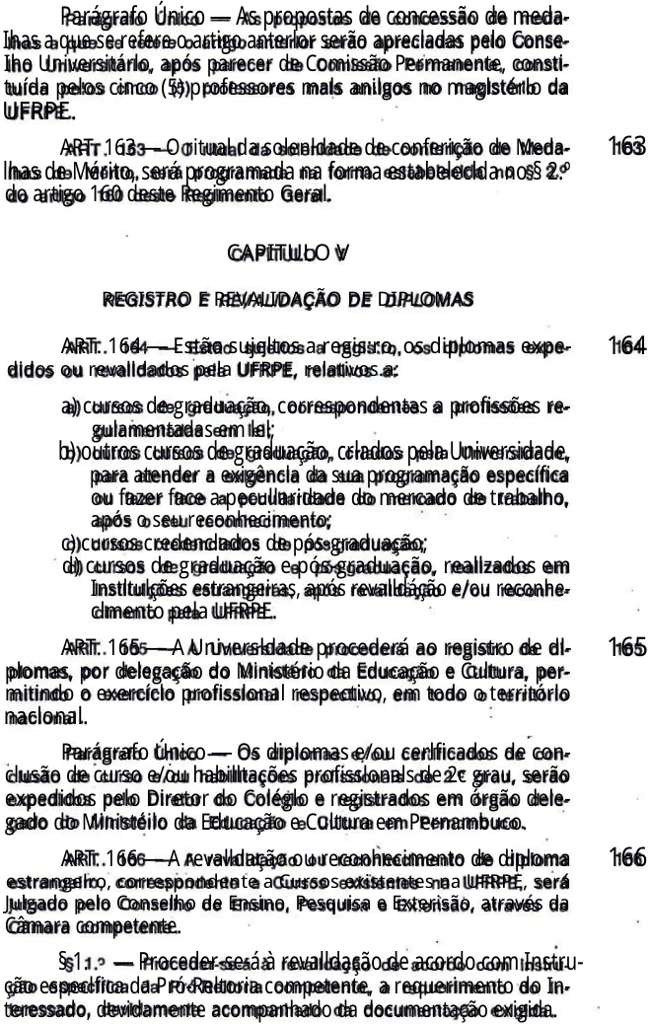 Parágrafo Único — As propostas de concessão de meda-
lhas a que se refere o artigo anterior serão apreciadas pelo Conse-
lho Universitário, após parecer de Comissão Permanente, consti-
tuída pelos cinco (5) professores mais antigos no magistério da
UFRPE.
ART. 163 — O ritual da solenidade de conferição de Meda- 163
lhas de Mérito, será programada na forma estabelecida no § 2.º
do artigo 160 deste Regimento Geral.
CAPITULO V
REGISTRO E REVALIDAÇÃO DE DIPLOMAS
ART. 164 — Estão sujeitos a registro, os diplomas expe- 164
didos ou revalidados pela UFRPE, relativos a:
a) cursos de graduação, correspondentes a profissões re-
gulamentadas em lei;
b) outros cursos de graduação, criados pela Universidade,
para atender a exigência da sua programação específica
ou fazer face a peculiaridade do mercado de trabalho,
após o seu reconhecimento;
c) cursos credenciados de pós-graduação;
d) cursos de graduação e pós-graduação, realizados em
Instituições estrangeiras, após revalidação e/ou reconhe-
cimento pela UFRPE.
ART. 165 — A Universidade procederá ao registro de di- 165
plomas, por delegação do Ministério da Educação e Cultura, per-
mitindo o exercício profissional respectivo, em todo o território
nacional.
Parágrafo Único — Os diplomas e/ou certificados de con-
clusão de curso e/ou habilitações profissionais de 2º grau, serão
expedidos pelo Diretor do Colégio e registrados em órgão dele-
gado do Ministério da Educação e Cultura em Pernambuco.
ART. 166 — A revalidação ou reconhecimento de diploma 166
estrangeiro, correspondente a Cursos existentes na UFRPE, será
julgado pelo Conselho de Ensino, Pesquisa e Extensão, através da
Câmara competente.
§ 1.º — Proceder-se-á à revalidação de acordo com Instru-
ção específica da Pró-Reitoria competente, a requerimento do In-
teressado, devidamente acompanhado da documentação exigida.